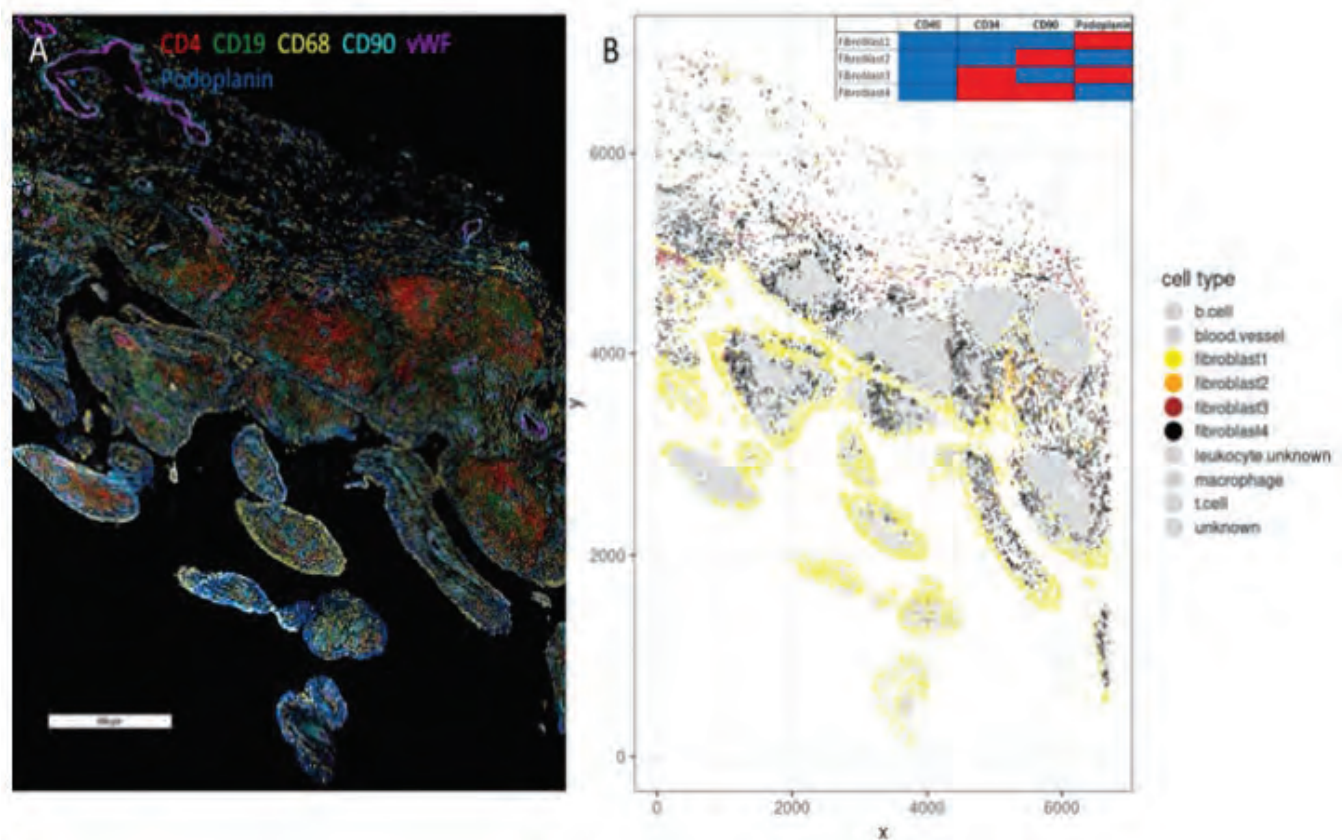 A
CD4 CD19 CD68 CD90 vWF
Podoplanin
B
CD45 CD34 CD90 Podoplanin
Fibroblast1
Fibroblast2
Fibroblast3
Fibroblast4
6000
4000
2000
0
y
0 2000 4000 6000
x
cell type
b.cell
blood.vessel
fibroblast1
fibroblast2
fibroblast3
fibroblast4
leukocyte.unknown
macrophage
t.cell
unknown